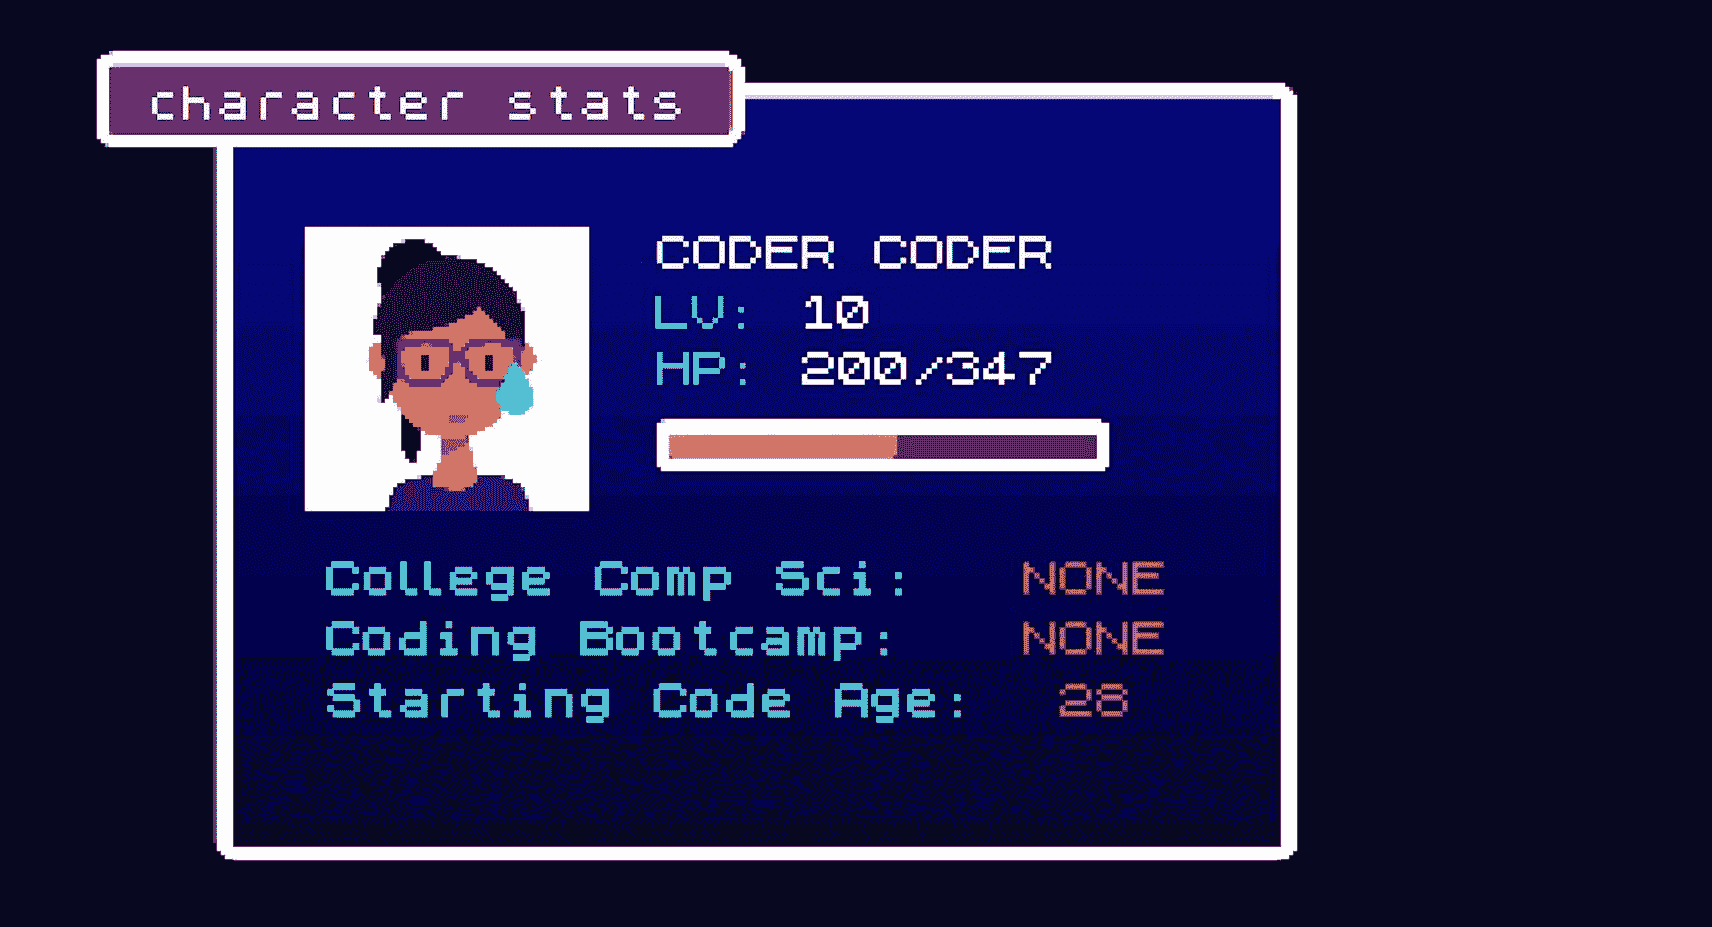 character stats
CODER CODER
LV: 10
HP: 200/347
College Comp Sci: NONE
Coding Bootcamp: NONE
Starting Code Age: 28